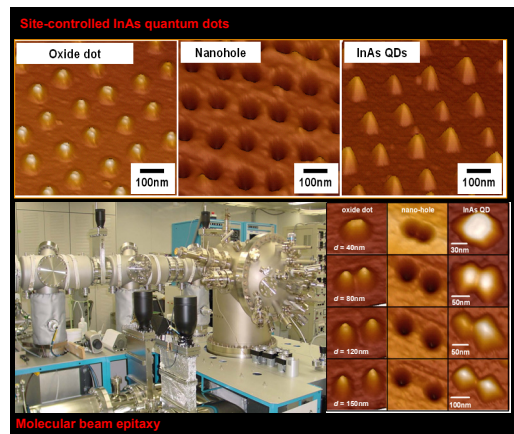 Site-controlled InAs quantum dots
Oxide dot
Nanohole
InAs QDs
100nm
100nm
100nm
oxide dot
nano-hole
InAs QD
d = 40nm
30nm
d = 80nm
50nm
d = 120nm
50nm
d = 150nm
100nm
Molecular beam epitaxy